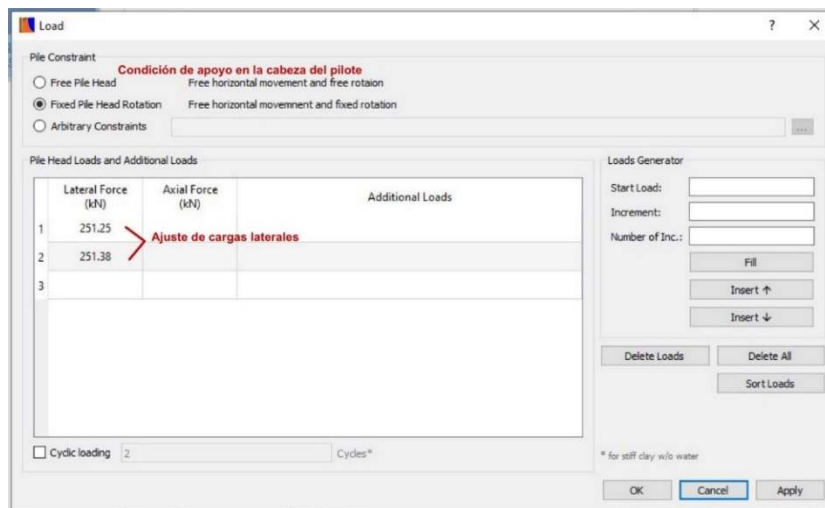 Load ? ×
Pile Constraint
Condición de apoyo en la cabeza del pilote
Free Pile Head Free horizontal movement and free rotaion
Fixed Pile Head Rotation Free horizontal movemnent and fixed rotation
Arbitrary Constraints ...
Pile Head Loads and Additional Loads
Lateral Force (kN) Axial Force (kN) Additional Loads
1 251.25
Ajuste de cargas laterales
2 251.38
3
Cyclic loading 2 Cycles*
Loads Generator
Start Load:
Increment:
Number of Inc.:
Fill
Insert ↑
Insert ↓
Delete Loads Delete All
Sort Loads
* for stiff clay w/o water
OK Cancel Apply